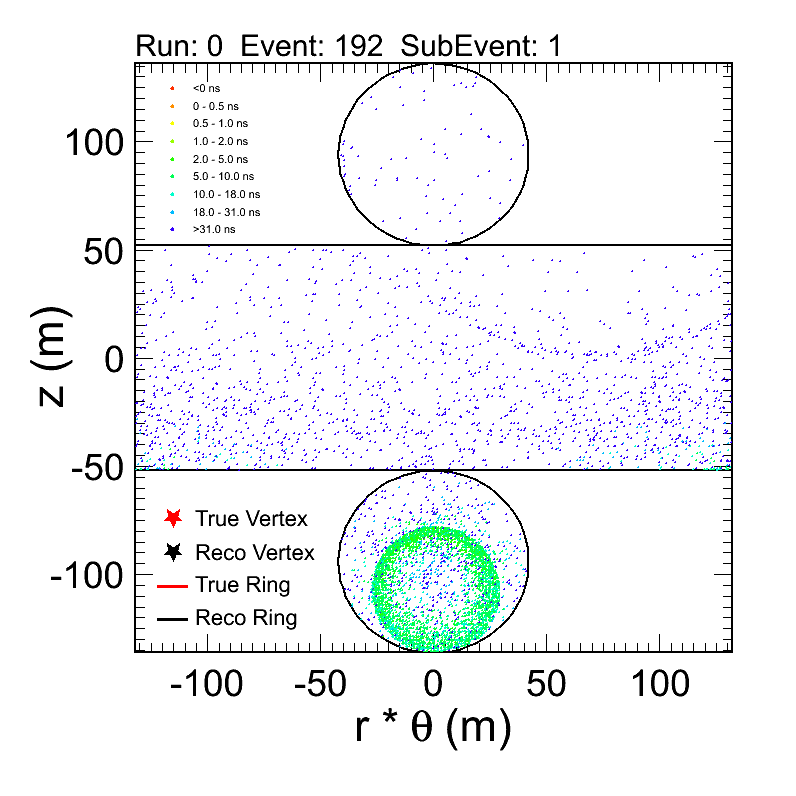 Run: 0  Event: 192  SubEvent: 1
<0 ns
0 - 0.5 ns
0.5 - 1.0 ns
1.0 - 2.0 ns
2.0 - 5.0 ns
5.0 - 10.0 ns
10.0 - 18.0 ns
18.0 - 31.0 ns
>31.0 ns
100
50
0
-50
-100
z (m)
True Vertex
Reco Vertex
True Ring
Reco Ring
-100 -50 0 50 100
r * θ (m)